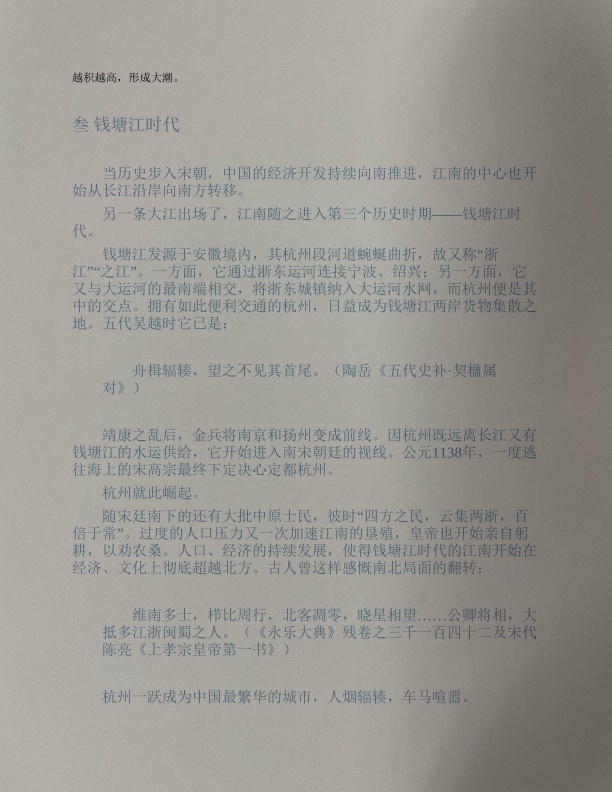 越积越高，形成大潮。
叁 钱塘江时代
当历史步入宋朝，中国的经济开发持续向南推进，江南的中心也开
始从长江沿岸向南方转移。
另一条大江出场了，江南随之进入第三个历史时期——钱塘江时
代。
钱塘江发源于安徽境内，其杭州段河道蜿蜒曲折，故又称“浙
江”“之江”。一方面，它通过浙东运河连接宁波、绍兴；另一方面，它
又与大运河的最南端相交，将浙东城镇纳入大运河水网，而杭州便是其
中的交点。拥有如此便利交通的杭州，日益成为钱塘江两岸货物集散之
地。五代吴越时它已是：
舟楫辐辏，望之不见其首尾。（陶岳《五代史补·契楹属
对》）
靖康之乱后，金兵将南京和扬州变成前线。因杭州既远离长江又有
钱塘江的水运供给，它开始进入南宋朝廷的视线。公元1138年，一度逃
往海上的宋高宗最终下定决心定都杭州。
杭州就此崛起。
随宋廷南下的还有大批中原士民，彼时“四方之民，云集两浙，百
倍于常”。过度的人口压力又一次加速江南的垦殖，皇帝也开始亲自躬
耕，以劝农桑。人口、经济的持续发展，使得钱塘江时代的江南开始在
经济、文化上彻底超越北方。古人曾这样感慨南北局面的翻转：
维南多士，栉比周行，北客凋零，晓星相望……公卿将相，大
抵多江浙闽蜀之人。（《永乐大典》残卷之三千一百四十二及宋代
陈亮《上孝宗皇帝第一书》）
杭州一跃成为中国最繁华的城市，人烟辐辏，车马喧嚣。